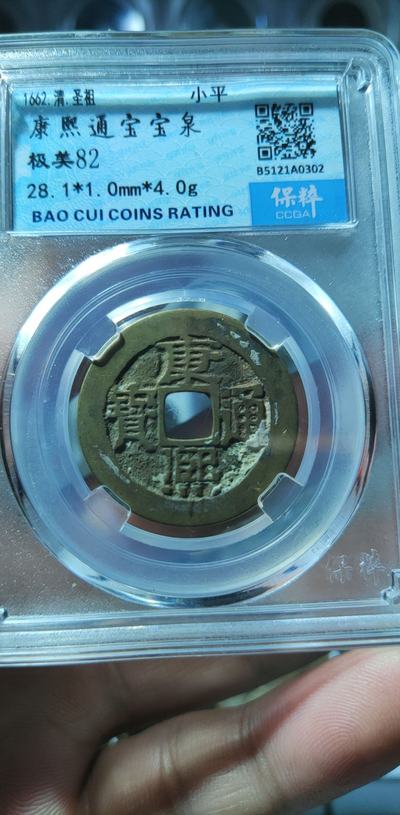 1662.清.圣祖 小平
康熙通宝宝泉
极美82
28.1*1.0mm*4.0g
BAO CUI COINS RATING
B5121A0302
保粹
CCGA
康熙通寳
保粹